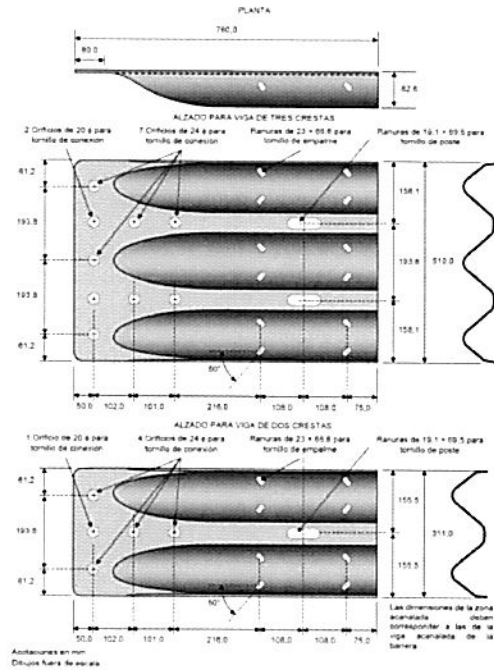 PLANTA
760,0
80,0
82,6
ALZADO PARA VIGA DE TRES CRESTAS
2 Orificios de 20 ø para
tornillo de conexión
7 Orificios de 24 ø para
tornillos de conexión
Ranuras de 23 × 66,6 para
tornillo de empalme
Ranuras de 19,1 × 69,5 para
tornillo de poste
61,2
193,8
193,8
61,2
158,1
193,8
158,1
510,0
50°
50,0
102,0
101,0
216,0
108,0
108,0
75,0
ALZADO PARA VIGA DE DOS CRESTAS
1 Orificio de 20 ø para
tornillo de conexión
4 Orificios de 24 ø para
tornillos de conexión
Ranuras de 23 × 66,6 para
tornillo de empalme
Ranuras de 19,1 × 69,5 para
tornillo de poste
61,2
193,8
61,2
155,5
155,5
311,0
50°
50,0
102,0
101,0
216,0
108,0
108,0
75,0
Las dimensiones de la zona
acanalada deben
corresponder a las de la
viga acanalada de la
barrera
Acotaciones en mm
Dibujos fuera de escala